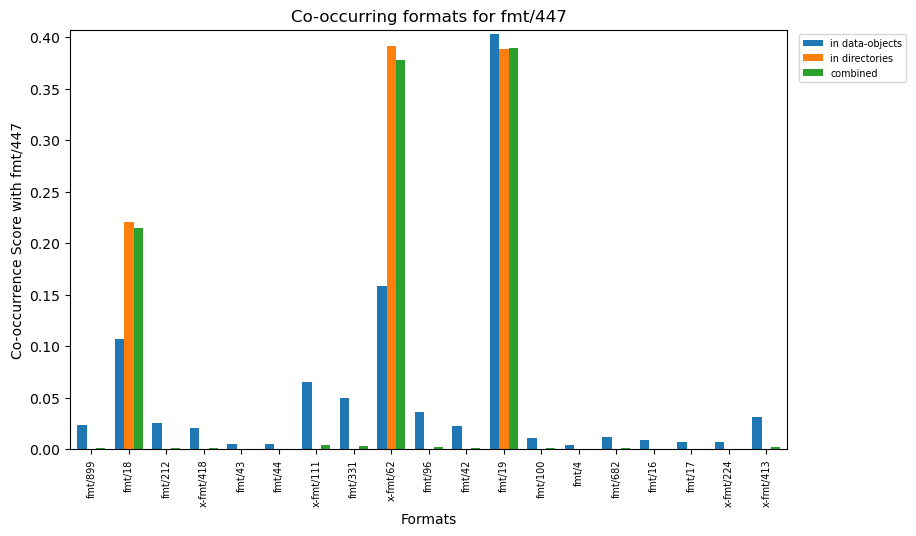 Co-occurring formats for fmt/447
in data-objects
in directories
combined
Co-occurrence Score with fmt/447
0.40
0.35
0.30
0.25
0.20
0.15
0.10
0.05
0.00
fmt/899
fmt/18
fmt/212
x-fmt/418
fmt/43
fmt/44
x-fmt/111
fmt/331
x-fmt/62
fmt/96
fmt/42
fmt/19
fmt/100
fmt/4
fmt/682
fmt/16
fmt/17
x-fmt/224
x-fmt/413
Formats